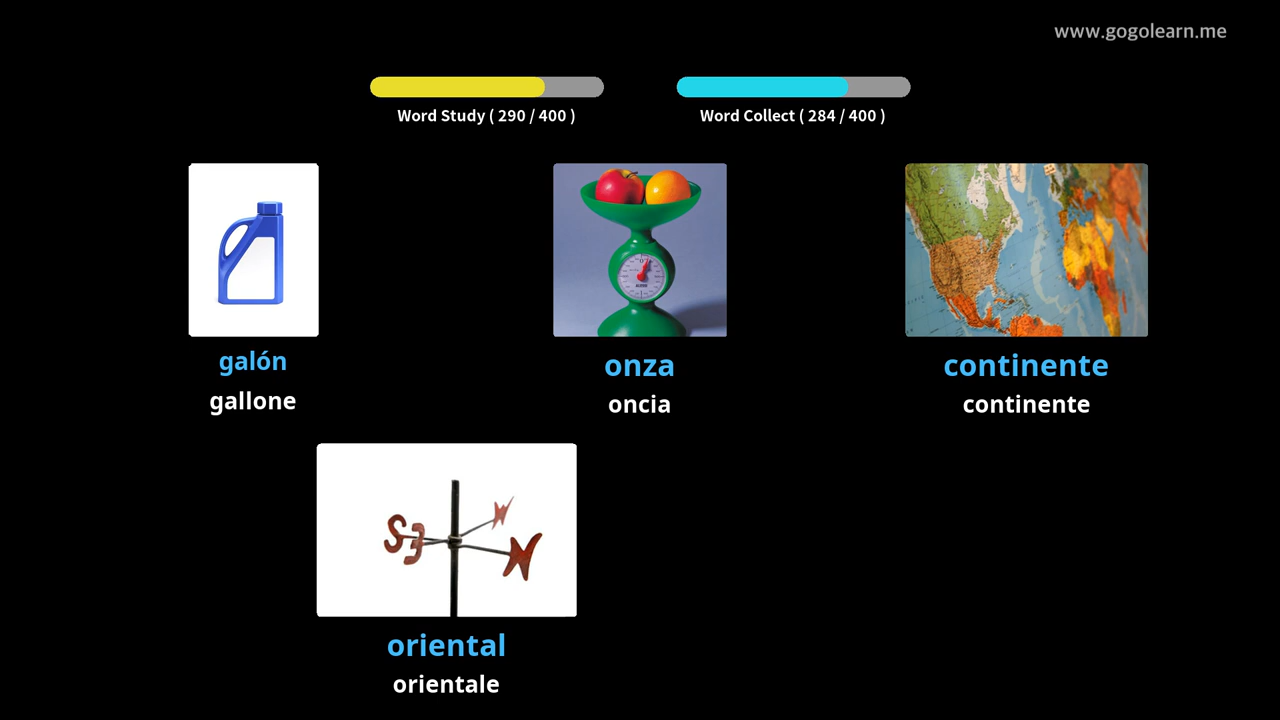 www.gogolearn.me
Word Study ( 290 / 400 )
Word Collect ( 284 / 400 )
galón
gallone
onza
oncia
continente
continente
oriental
orientale